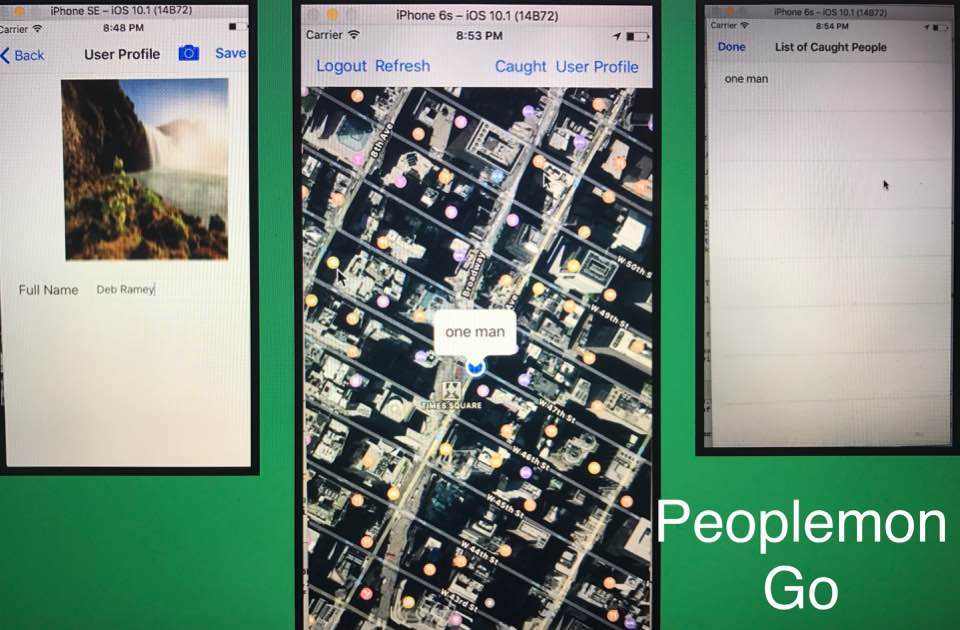 iPhone SE – iOS 10.1 (14B72)
Carrier
8:48 PM
Back
User Profile
Save
Full Name
Deb Ramey
iPhone 6s – iOS 10.1 (14B72)
Carrier
8:53 PM
Logout Refresh
Caught User Profile
8th Ave
Broadway
Ave
W 50th S
W 49th St
one man
TIMES SQUARE
W 47th St
W 46th St
W 45th St
W 44th St
W 43rd St
iPhone 6s – iOS 10.1 (14B72)
Carrier
8:54 PM
Done
List of Caught People
one man
Peoplemon
Go